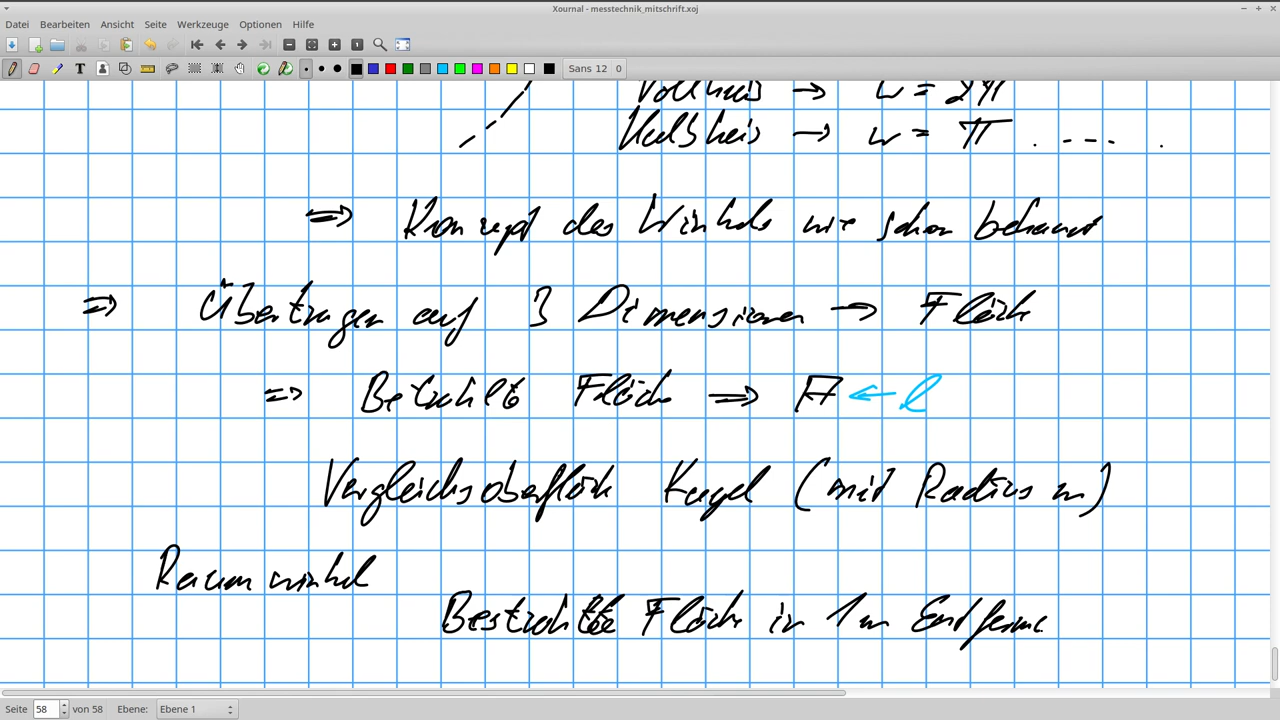 Xournal - messtechnik_mitschrift.xoj
Datei Bearbeiten Ansicht Seite Werkzeuge Optionen Hilfe
Sans 12 0
Vollkreis → w = 2π
Halbkreis → w = π . - - - .
⇒ Konzept des Winkels wie schon bekannt
⇒ Übertragen auf 3 Dimensionen → Fläche
⇒ Bestrahlte Fläche ⇒ A ← l
Vergleichsoberfläche Kugel (mit Radius m)
Raumwinkel
Bestrahlte Fläche in 1m Entfernu
Seite 58 von 58 Ebene: Ebene 1